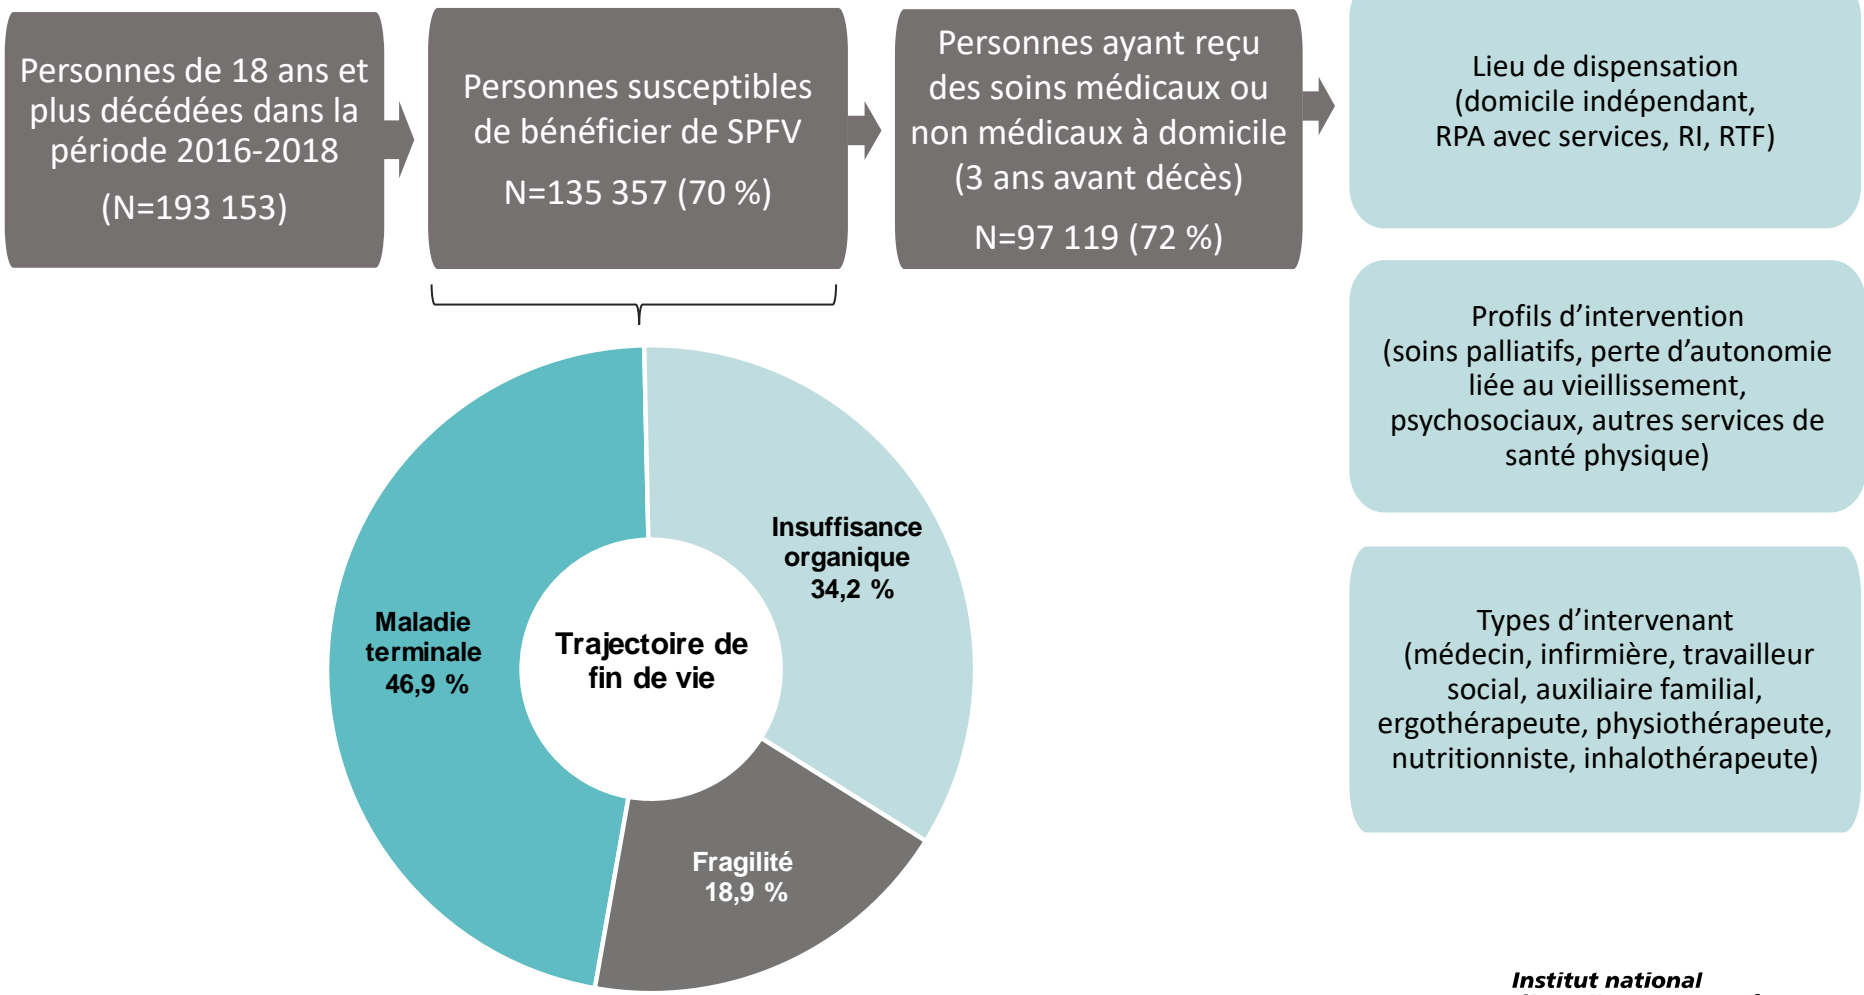 Personnes de 18 ans et
plus décédées dans la
période 2016-2018
(N=193 153)
Personnes susceptibles
de bénéficier de SPFV
N=135 357 (70 %)
Personnes ayant reçu
des soins médicaux ou
non médicaux à domicile
(3 ans avant décès)
N=97 119 (72 %)
Lieu de dispensation
(domicile indépendant,
RPA avec services, RI, RTF)
Profils d’intervention
(soins palliatifs, perte d’autonomie
liée au vieillissement,
psychosociaux, autres services de
santé physique)
Types d’intervenant
(médecin, infirmière, travailleur
social, auxiliaire familial,
ergothérapeute, physiothérapeute,
nutritionniste, inhalothérapeute)
Insuffisance
organique
34,2 %
Maladie
terminale
46,9 %
Trajectoire de
fin de vie
Fragilité
18,9 %
Institut national